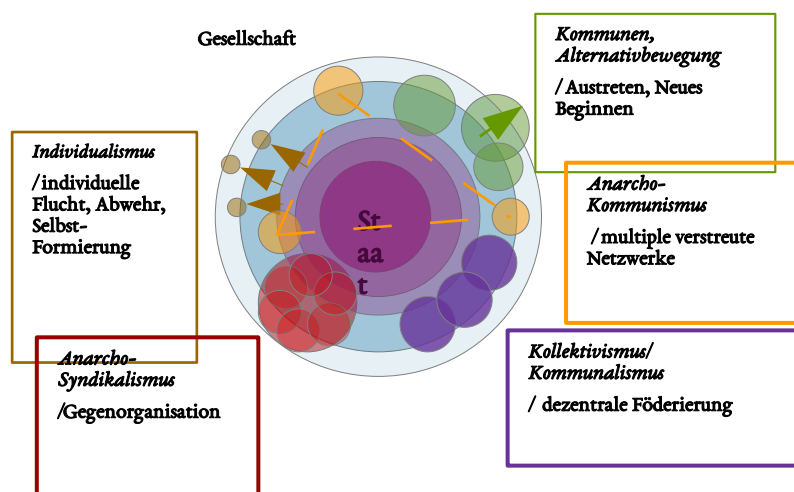 Gesellschaft
Kommunen,
Alternativbewegung
/Austreten, Neues
Beginnen
Individualismus
/individuelle
Flucht, Abwehr,
Selbst-
Formierung
Anarcho-
Kommunismus
/multiple verstreute
Netzwerke
St
aa
t
Anarcho-
Syndikalismus
/Gegenorganisation
Kollektivismus/
Kommunalismus
/ dezentrale Föderierung